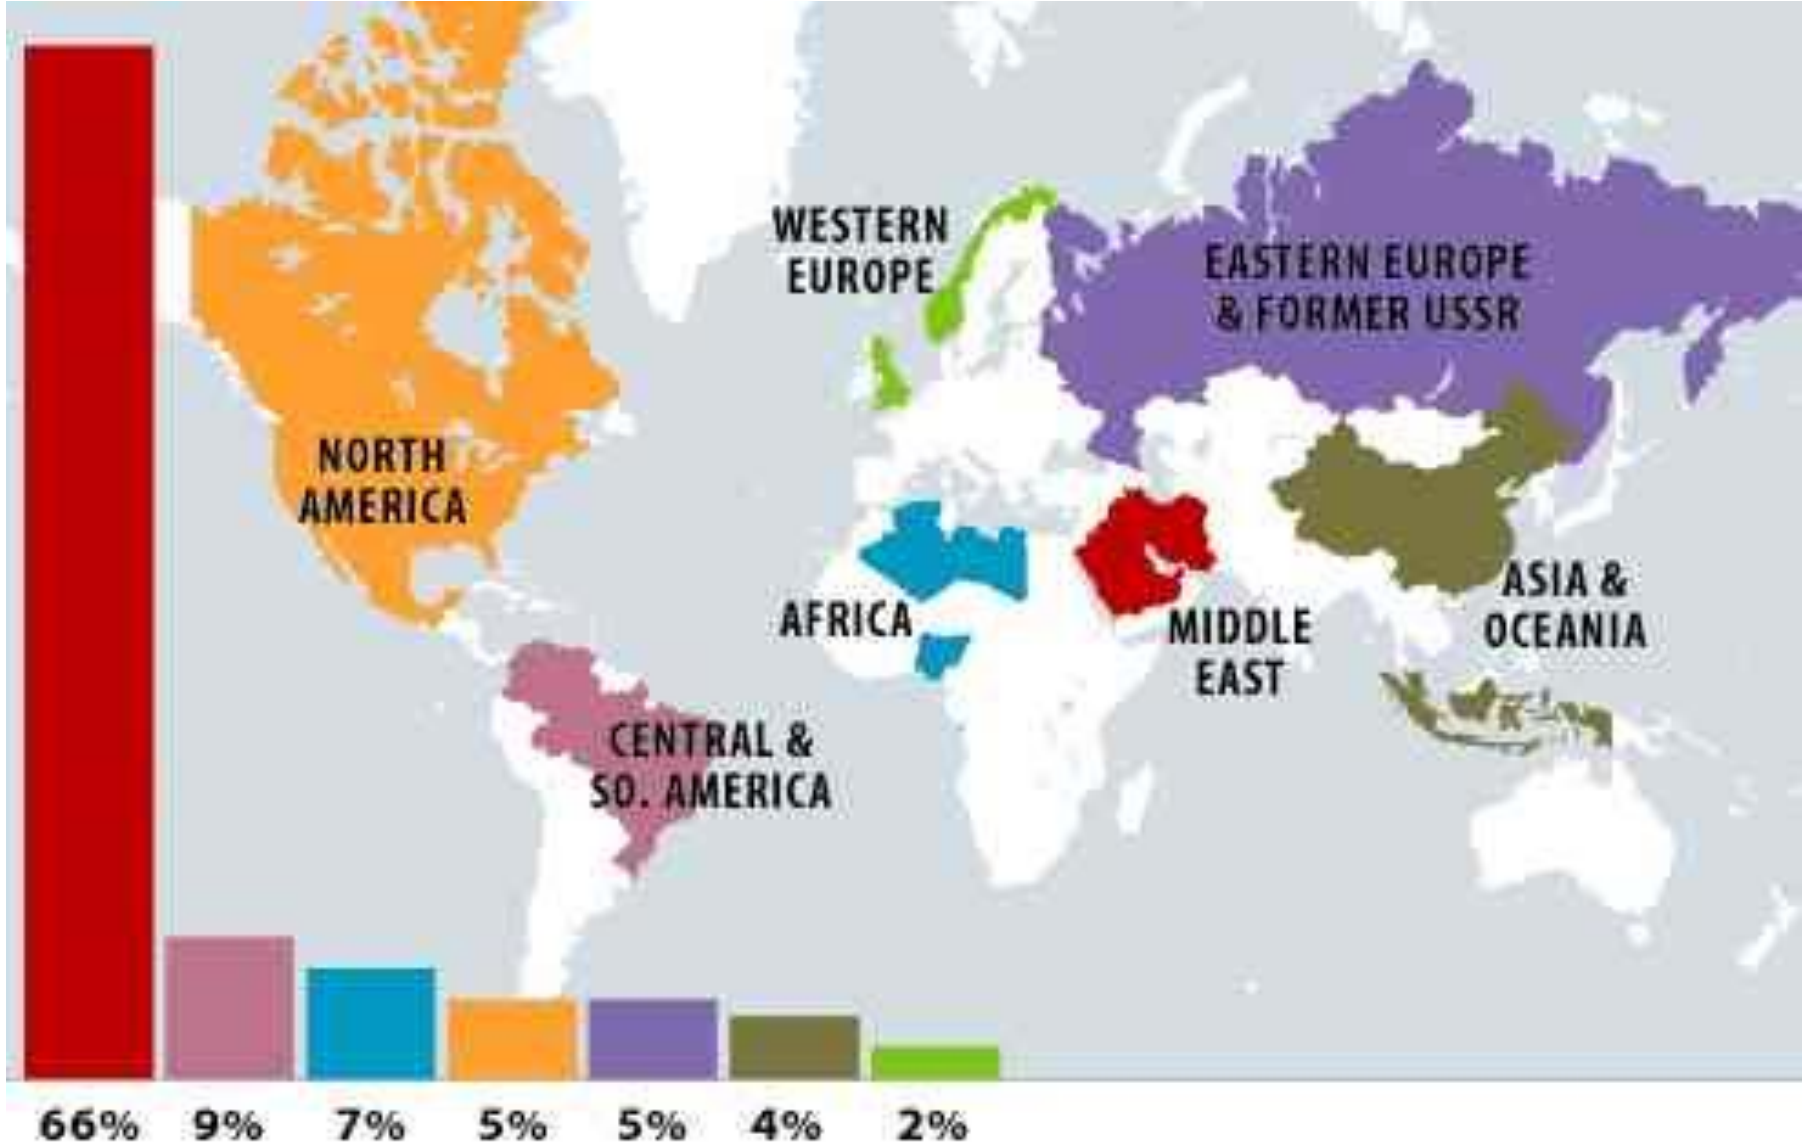 WESTERN
EUROPE
EASTERN EUROPE
& FORMER USSR
NORTH
AMERICA
ASIA &
OCEANIA
AFRICA
MIDDLE
EAST
CENTRAL &
SO. AMERICA
66% 9% 7% 5% 5% 4% 2%